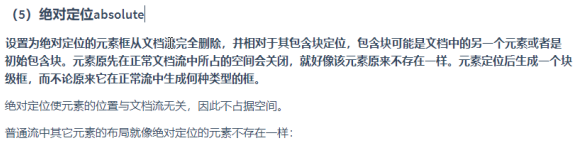 （5）绝对定位absolute
设置为绝对定位的元素框从文档流完全删除，并相对于其包含块定位，包含块可能是文档中的另一个元素或者是
初始包含块。元素原先在正常文档流中所占的空间会关闭，就好像该元素原来不存在一样。元素定位后生成一个块
级框，而不论原来它在正常流中生成何种类型的框。
绝对定位使元素的位置与文档流无关，因此不占据空间。
普通流中其它元素的布局就像绝对定位的元素不存在一样：